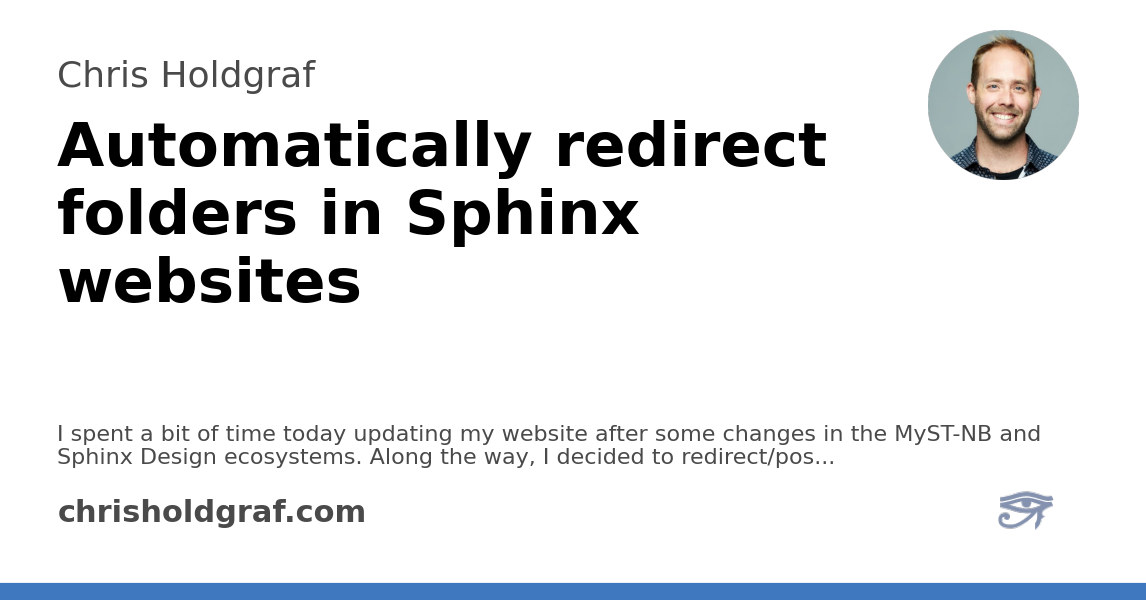 Chris Holdgraf
Automatically redirect
folders in Sphinx
websites
I spent a bit of time today updating my website after some changes in the MyST-NB and
Sphinx Design ecosystems. Along the way, I decided to redirect/pos...
chrisholdgraf.com